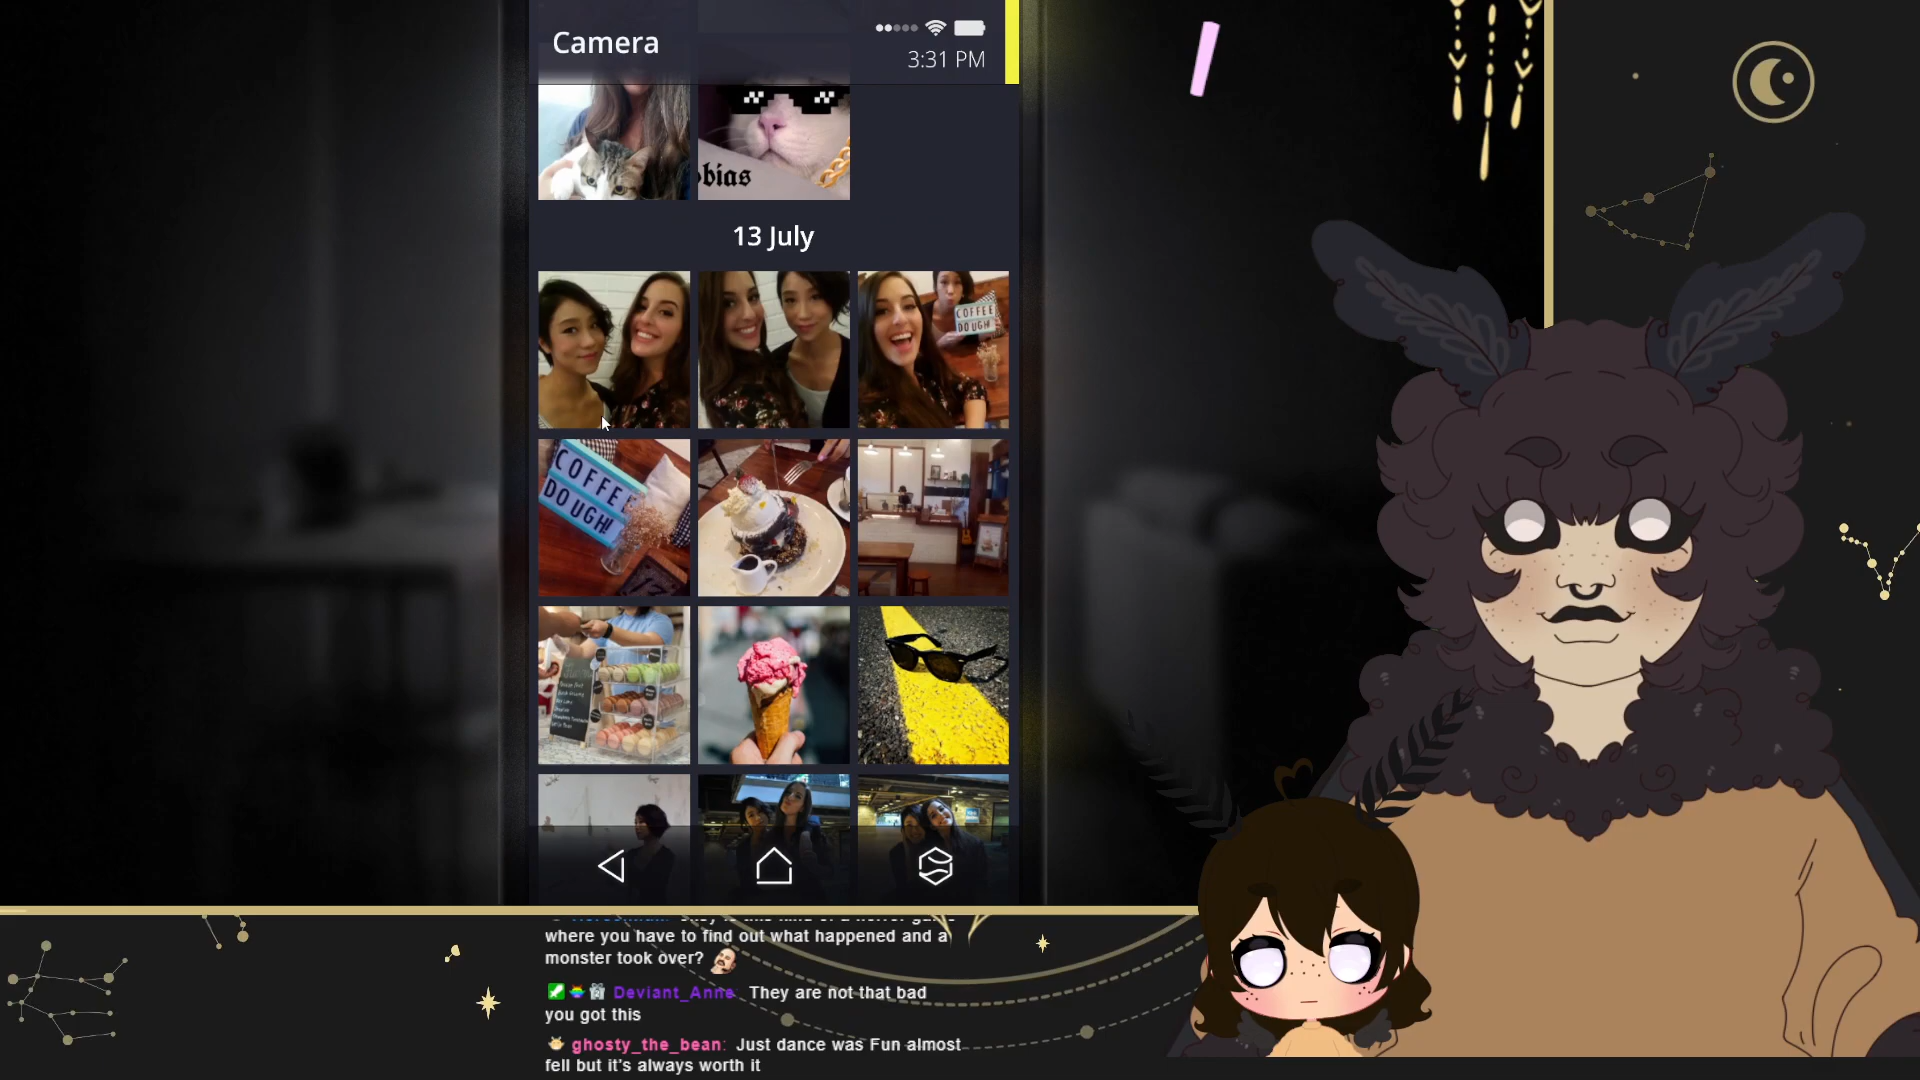 Camera
3:31 PM
bias
13 July
COFFEE
DOUGH!
COFFEE
DOUGH!
where you have to find out what happened and a
monster took over?
Deviant_Anne: They are not that bad
you got this
ghosty_the_bean: Just dance was Fun almost
fell but it's always worth it